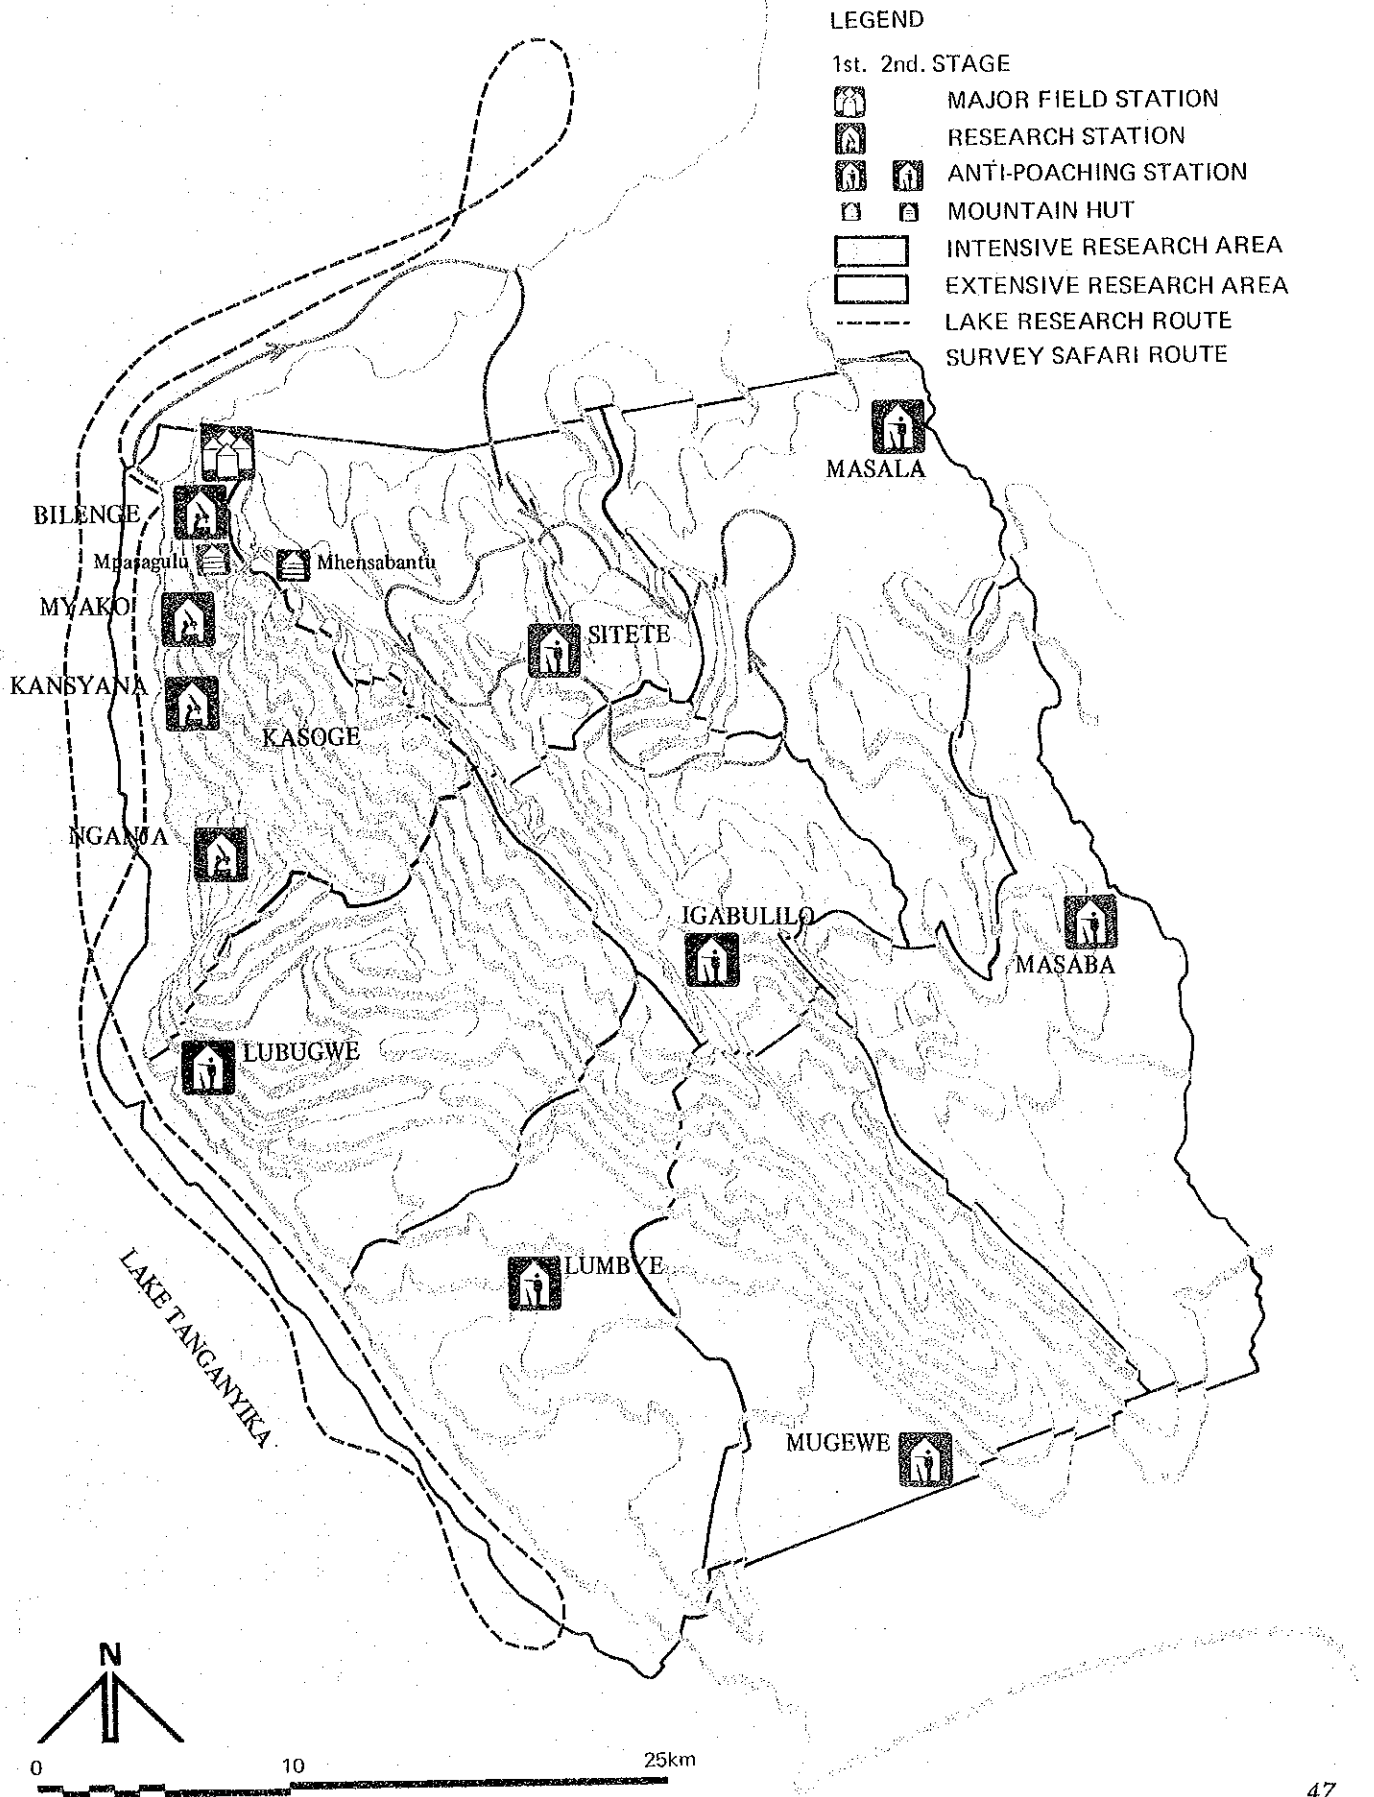 LEGEND
1st. 2nd. STAGE
MAJOR FIELD STATION
RESEARCH STATION
ANTI-POACHING STATION
MOUNTAIN HUT
INTENSIVE RESEARCH AREA
EXTENSIVE RESEARCH AREA
LAKE RESEARCH ROUTE
SURVEY SAFARI ROUTE
MASALA
BILENGE
Mpasagulu
Mhensabantu
MYAKO
SITETE
KANSYANA
KASOGE
NGANJA
IGABULILO
MASABA
LUBUGWE
LUMBYE
LAKE TANGANYIKA
MUGEWE
N
0 10 25km
47